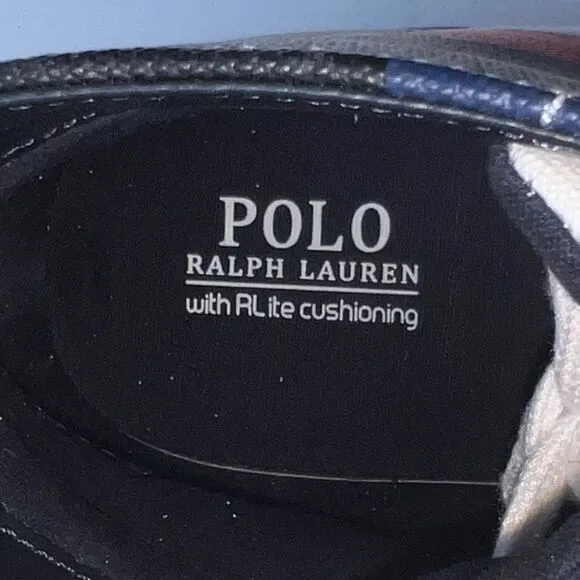 POLO
RALPH LAUREN
with RLite cushioning